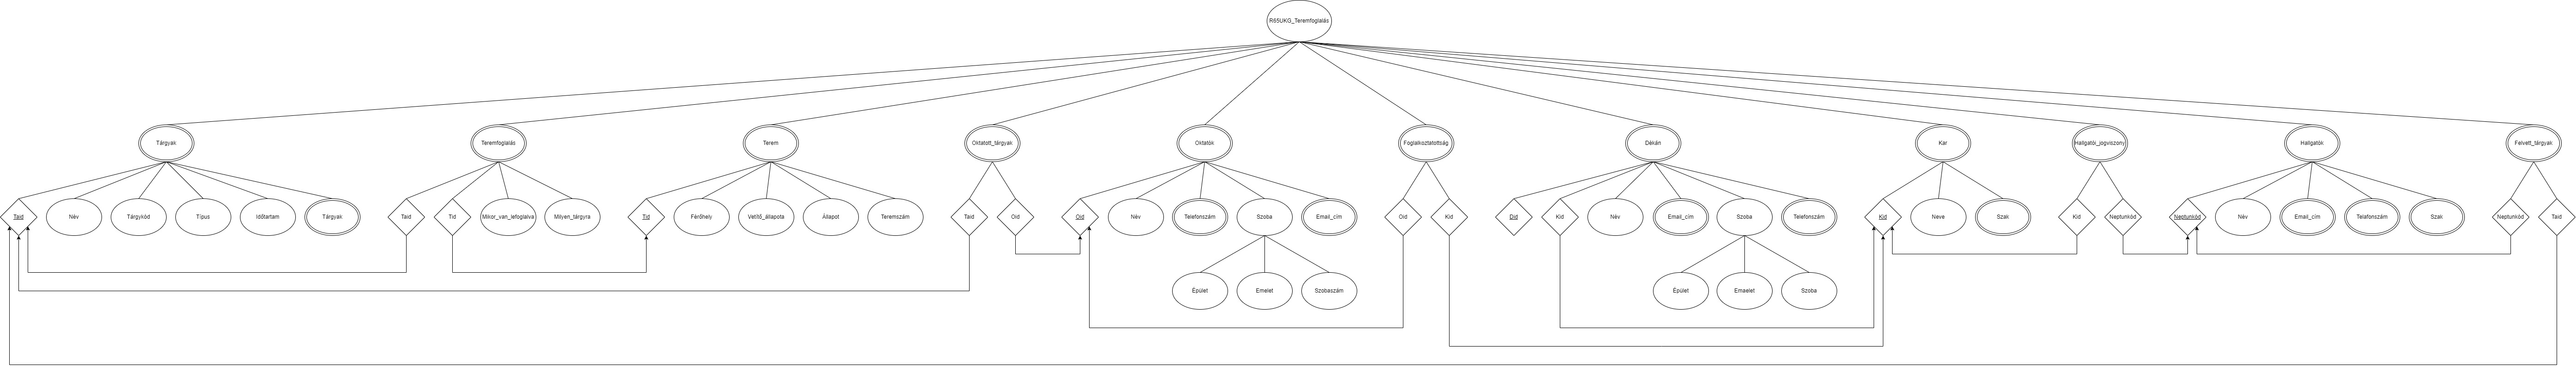 R65UKG_Teremfoglalás
Tárgyak
Teremfoglalás
Terem
Oktatott_tárgyak
Oktatók
Foglalkoztatottság
Dékán
Kar
Hallgatói_jogviszony
Hallgatók
Felvett_tárgyak
Taid
Név
Tárgykód
Típus
Időtartam
Tárgyak
Taid
Tid
Mikor_van_lefoglalva
Milyen_tárgyra
Tid
Férőhely
Vetítő_állapota
Állapot
Teremszám
Taid
Oid
Oid
Név
Telefonszám
Szoba
Email_cím
Oid
Kid
Did
Kid
Név
Email_cím
Szoba
Telefonszám
Kid
Neve
Szak
Kid
Neptunkód
Neptunkód
Név
Email_cím
Telafonszám
Szak
Neptunkód
Taid
Épület
Emelet
Szobaszám
Épület
Emaelet
Szoba